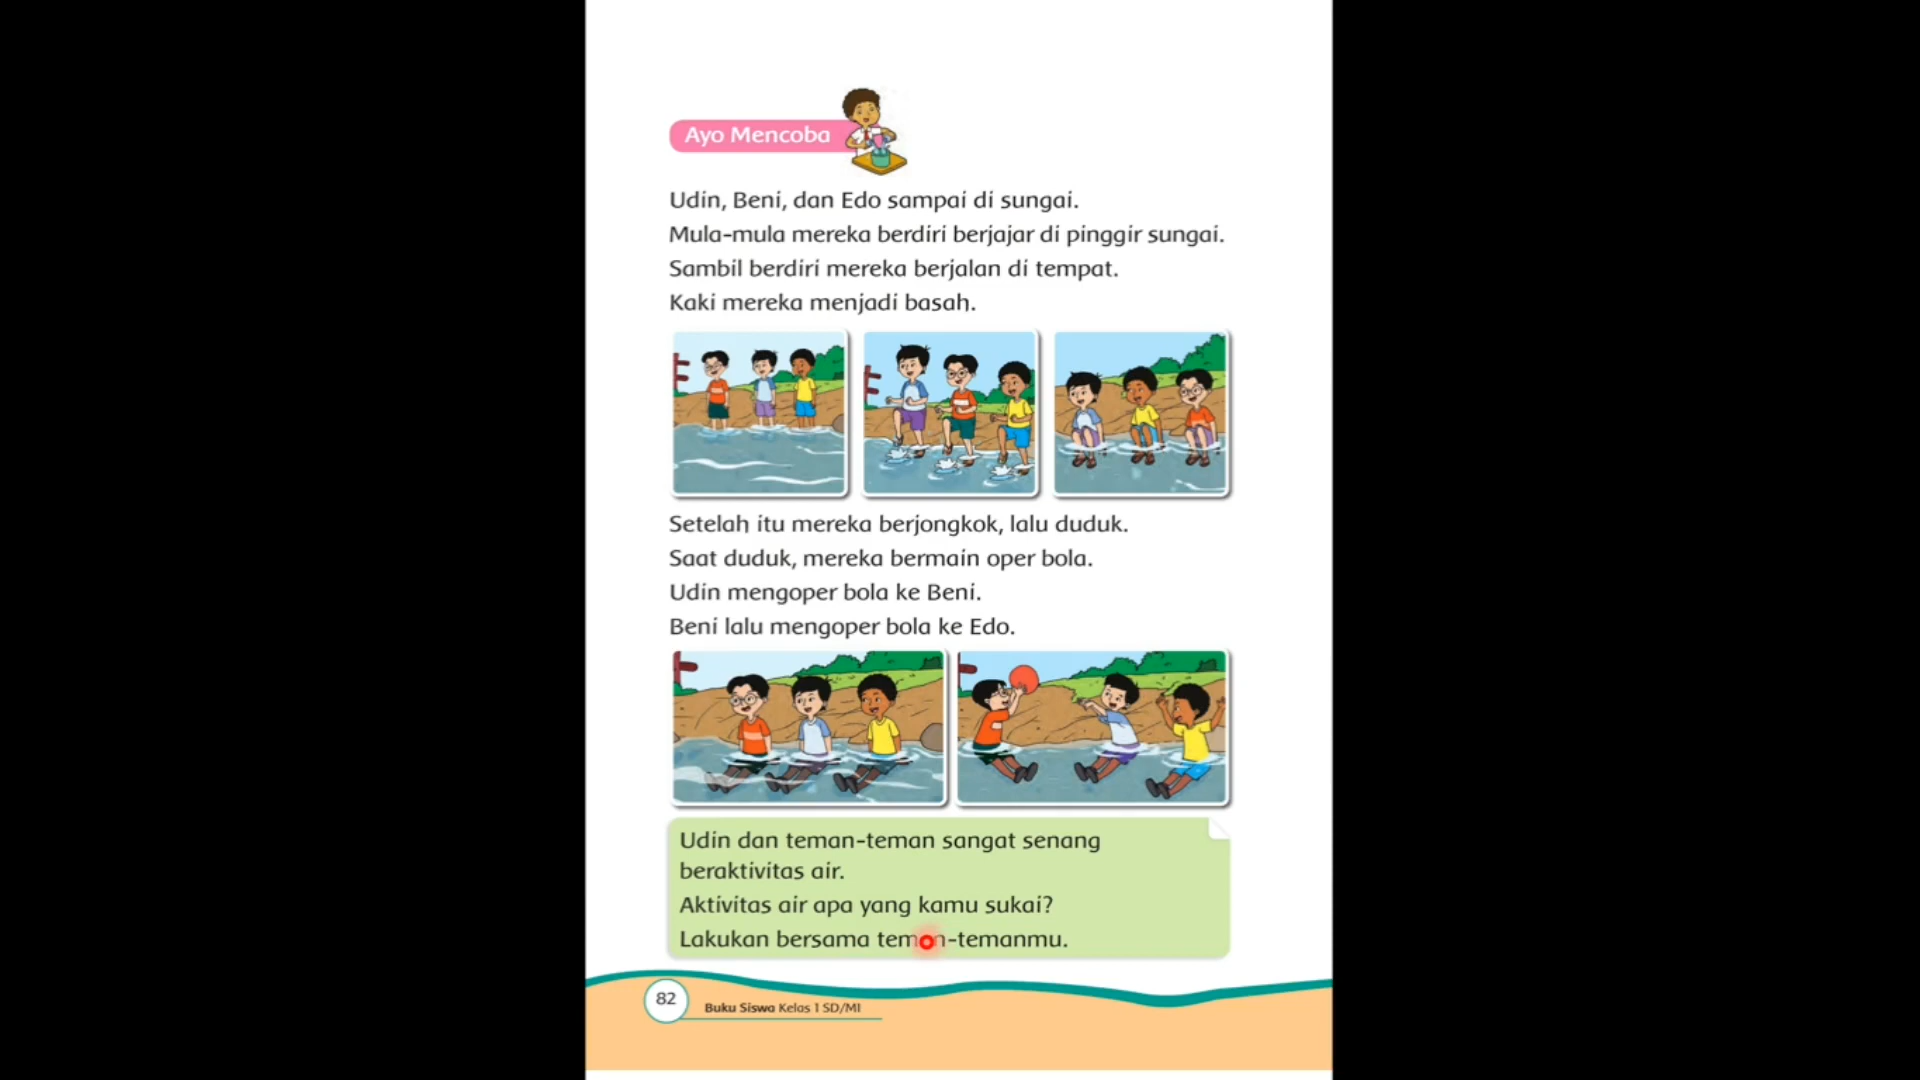 Ayo Mencoba
Udin, Beni, dan Edo sampai di sungai.
Mula-mula mereka berdiri berjajar di pinggir sungai.
Sambil berdiri mereka berjalan di tempat.
Kaki mereka menjadi basah.
Setelah itu mereka berjongkok, lalu duduk.
Saat duduk, mereka bermain oper bola.
Udin mengoper bola ke Beni.
Beni lalu mengoper bola ke Edo.
Udin dan teman-teman sangat senang
beraktivitas air.
Aktivitas air apa yang kamu sukai?
Lakukan bersama teman-temanmu.
82
Buku Siswa Kelas 1 SD/MI